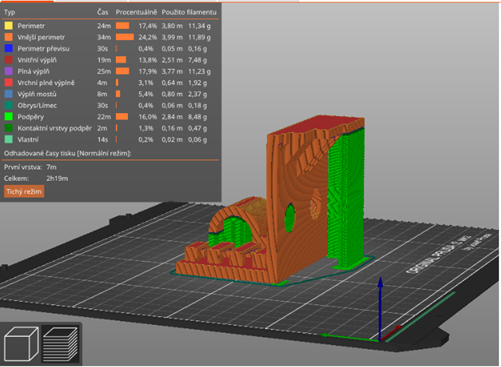 Typ Čas Procentuálně Použito filamentu
Perimetr 24m 17,4% 3,80 m 11,34 g
Vnější perimetr 34m 24,2% 3,99 m 11,89 g
Perimetr převisu 30s 0,4% 0,05 m 0,16 g
Vnitřní výplň 19m 13,8% 2,51 m 7,48 g
Plná výplň 25m 17,9% 3,77 m 11,23 g
Vrchní plné výplně 4m 3,1% 0,64 m 1,92 g
Výplň mostů 8m 5,4% 0,80 m 2,37 g
Obrys/Límec 30s 0,4% 0,06 m 0,18 g
Podpěry 22m 16,0% 2,84 m 8,48 g
Kontaktní vrstvy podpěr 2m 1,3% 0,16 m 0,47 g
Vlastní 14s 0,2% 0,02 m 0,06 g
Odhadované časy tisku [Normální režim]:
První vrstva: 7m
Celkem: 2h19m
Tichý režim